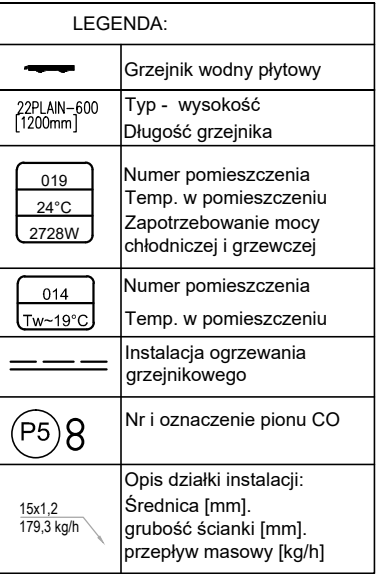 LEGENDA:
Grzejnik wodny płytowy
22PLAIN-600
[1200mm]
Typ - wysokość
Długość grzejnika
019
24°C
2728W
Numer pomieszczenia
Temp. w pomieszczeniu
Zapotrzebowanie mocy
chłodniczej i grzewczej
014
Tw~19°C
Numer pomieszczenia
Temp. w pomieszczeniu
Instalacja ogrzewania
grzejnikowego
P5 8
Nr i oznaczenie pionu CO
15x1,2
179,3 kg/h
Opis działki instalacji:
Średnica [mm].
grubość ścianki [mm].
przepływ masowy [kg/h]